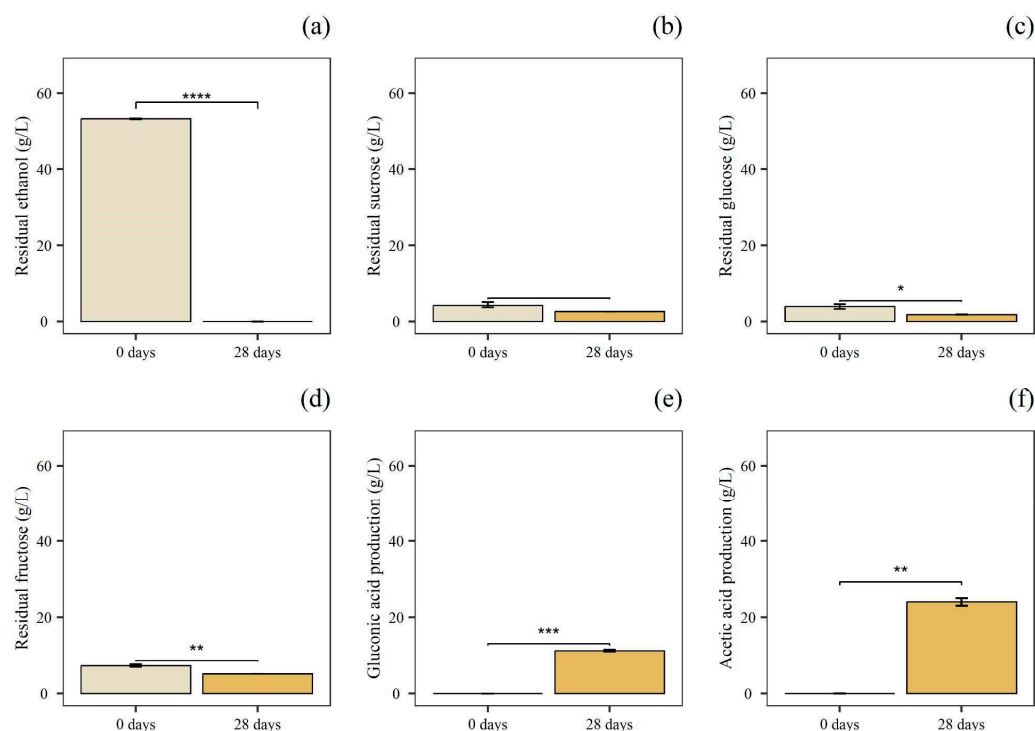 (a)
Residual ethanol (g/L)
60
40
20
0
****
0 days
28 days
(b)
Residual sucrose (g/L)
60
40
20
0
0 days
28 days
(c)
Residual glucose (g/L)
60
40
20
0
*
0 days
28 days
(d)
Residual fructose (g/L)
60
40
20
0
**
0 days
28 days
(e)
Gluconic acid production (g/L)
60
40
20
0
***
0 days
28 days
(f)
Acetic acid production (g/L)
60
40
20
0
**
0 days
28 days